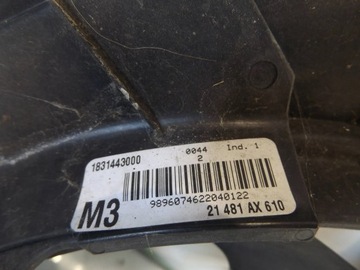 1831443000 0044 Ind. 1
2
9896074622040122
M3 21 481 AX 610